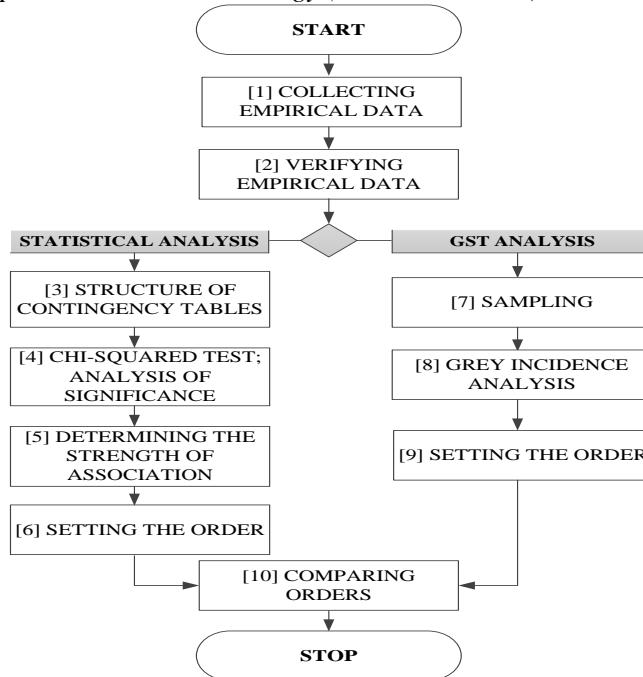 START
[1] COLLECTING
EMPIRICAL DATA
[2] VERIFYING
EMPIRICAL DATA
STATISTICAL ANALYSIS
GST ANALYSIS
[3] STRUCTURE OF
CONTINGENCY TABLES
[4] CHI-SQUARED TEST;
ANALYSIS OF
SIGNIFICANCE
[5] DETERMINING THE
STRENGTH OF
ASSOCIATION
[6] SETTING THE ORDER
[7] SAMPLING
[8] GREY INCIDENCE
ANALYSIS
[9] SETTING THE ORDER
[10] COMPARING
ORDERS
STOP